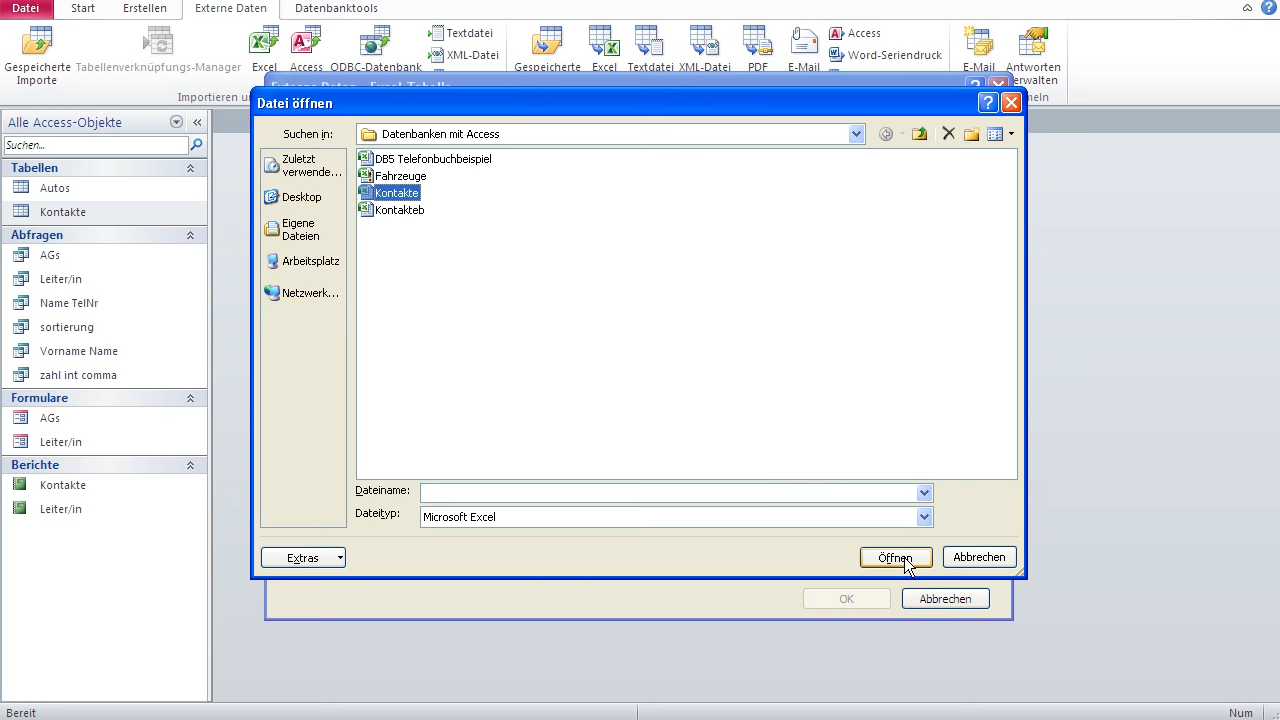 Datei Start Erstellen Externe Daten Datenbanktools
Gespeicherte Importe
Tabellenverknüpfungs-Manager
Access
ODBC-Datenbank
Textdatei
XML-Datei
Gespeicherte
Excel
Textdatei
XML-Datei
PDF
E-Mail
Access
Word-Seriendruck
E-Mail
Antworten
Importieren
Datei öffnen
Suchen in: Datenbanken mit Access
Zuletzt
verwende...
Desktop
Eigene
Dateien
Arbeitsplatz
Netzwerk...
DB5 Telefonbuchbeispiel
Fahrzeuge
Kontakte
Kontakteb
Dateiname:
Dateityp: Microsoft Excel
Extras
Öffnen
Abbrechen
OK
Abbrechen
Alle Access-Objekte
Suchen...
Tabellen
Autos
Kontakte
Abfragen
AGs
Leiter/in
Name TelNr
sortierung
Vorname Name
zahl int comma
Formulare
AGs
Leiter/in
Berichte
Kontakte
Leiter/in
Bereit
Num